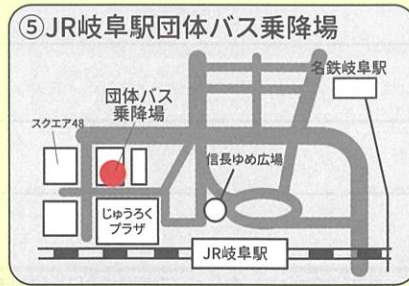 ⑤JR岐阜駅団体バス乗降場
名鉄岐阜駅
団体バス
乗降場
スクエア48
信長ゆめ広場
じゅうろく
プラザ
JR岐阜駅